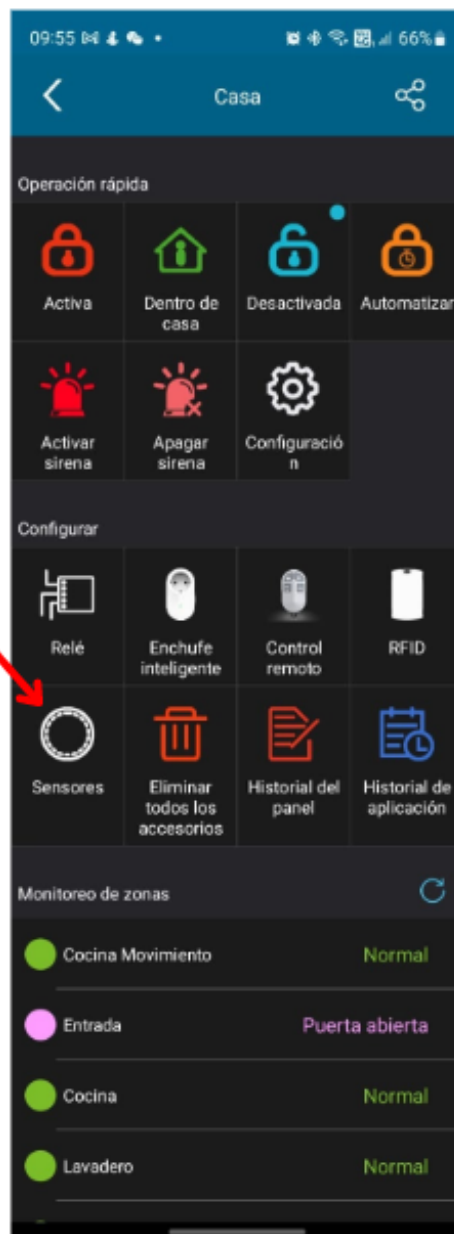 09:55
66%
Casa
Operación rápida
Activa
Dentro de
casa
Desactivada
Automatizar
Activar
sirena
Apagar
sirena
Configuració
n
Configurar
Relé
Enchufe
inteligente
Control
remoto
RFID
Sensores
Eliminar
todos los
accesorios
Historial del
panel
Historial de
aplicación
Monitoreo de zonas
Cocina Movimiento Normal
Entrada Puerta abierta
Cocina Normal
Lavadero Normal